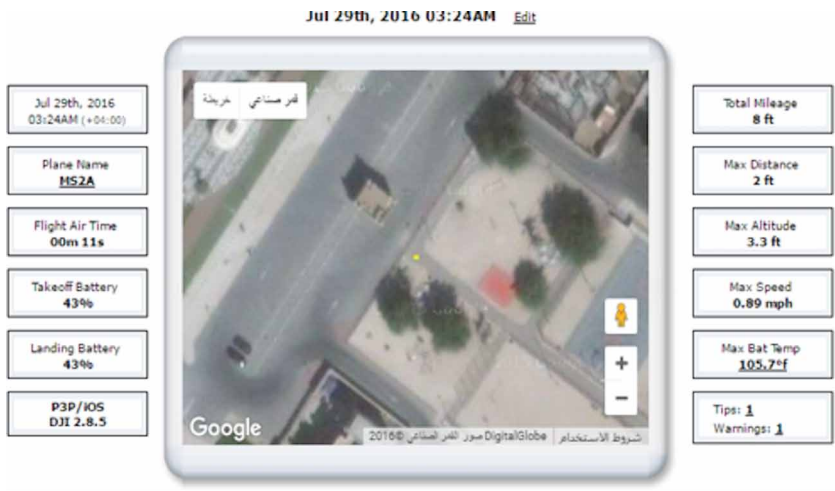 Jul 29th, 2016 03:24AM Edit
Jul 29th, 2016
03:24AM (+04:00)
Plane Name
MS2A
Flight Air Time
00m 11s
Takeoff Battery
43%
Landing Battery
43%
P3P/iOS
DJI 2.8.5
قمر صناعي
خريطة
+
−
Google
شروط الاستخدام
DigitalGlobe صور القمر الصناعي ©2016
Total Mileage
8 ft
Max Distance
2 ft
Max Altitude
3.3 ft
Max Speed
0.89 mph
Max Bat Temp
105.7°f
Tips: 1
Warnings: 1